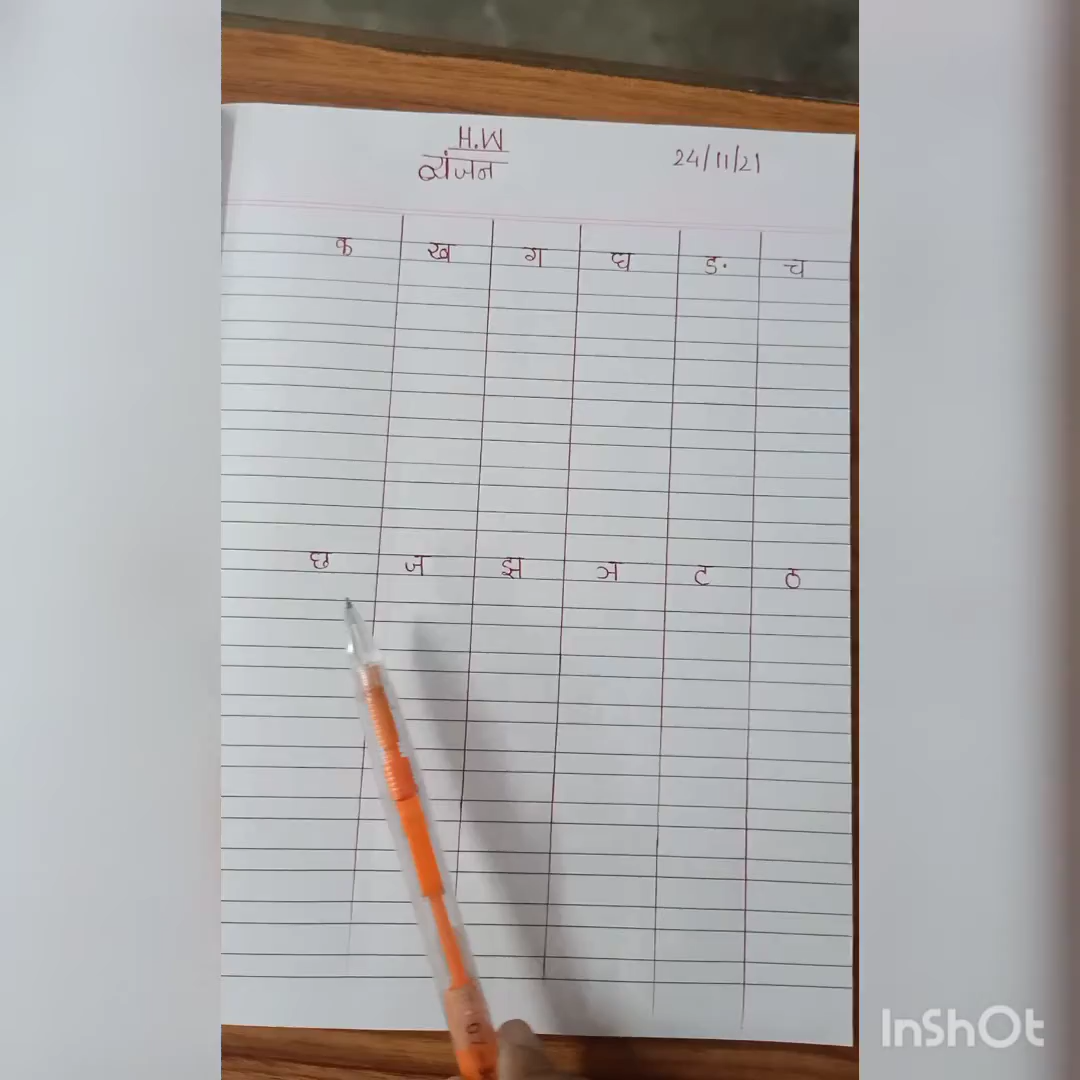 H.W
व्यंजन 24/11/21
क ख ग घ ङ च
छ ज झ ञ ट ठ
InShOt